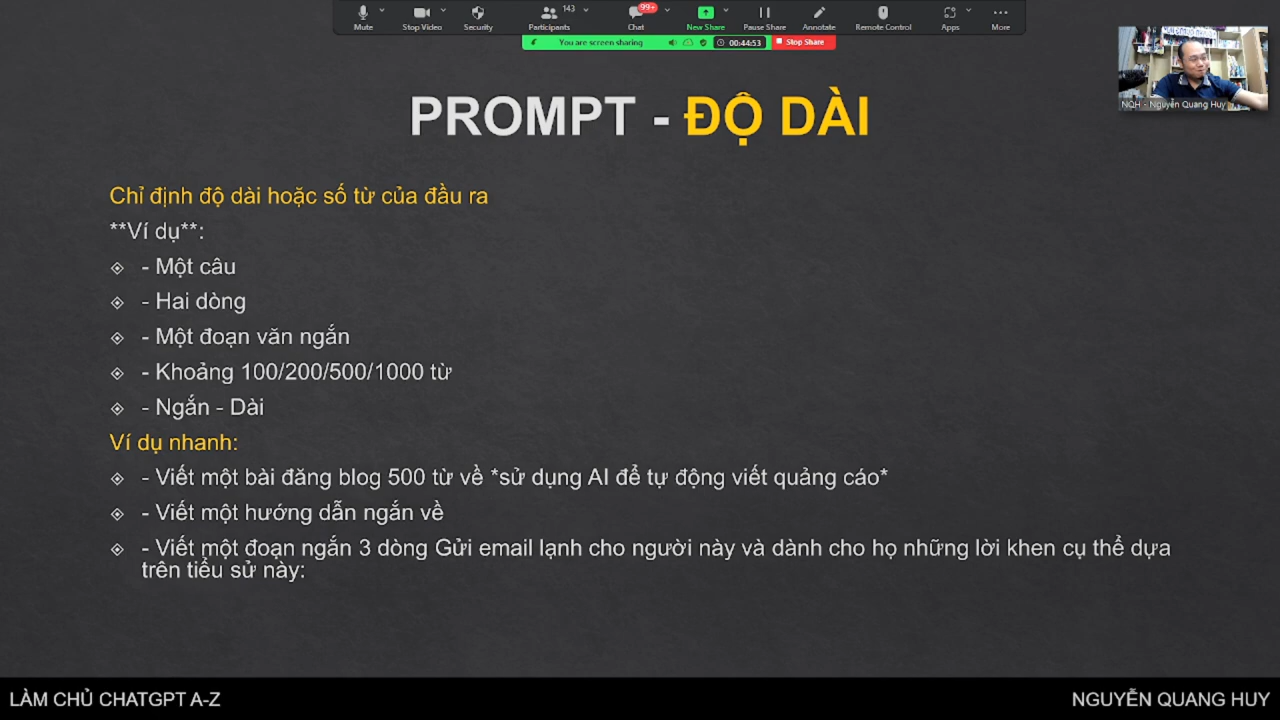 143
99+
Mute
Stop Video
Security
Participants
Chat
New Share
Pause Share
Annotate
Remote Control
Apps
More
You are screen sharing
00:44:53
Stop Share
NQH - Nguyễn Quang Huy
PROMPT - ĐỘ DÀI
Chỉ định độ dài hoặc số từ của đầu ra
**Ví dụ**:
- Một câu
- Hai dòng
- Một đoạn văn ngắn
- Khoảng 100/200/500/1000 từ
- Ngắn - Dài
Ví dụ nhanh:
- Viết một bài đăng blog 500 từ về *sử dụng AI để tự động viết quảng cáo*
- Viết một hướng dẫn ngắn về
- Viết một đoạn ngắn 3 dòng Gửi email lạnh cho người này và dành cho họ những lời khen cụ thể dựa
trên tiểu sử này:
LÀM CHỦ CHATGPT A-Z
NGUYỄN QUANG HUY